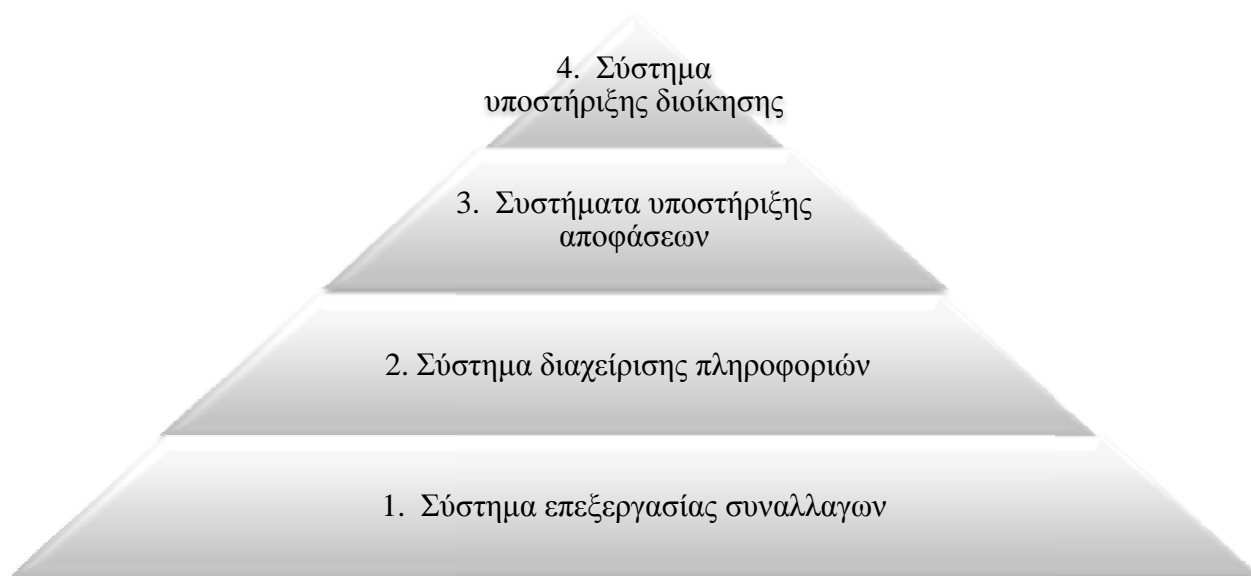 4. Σύστημα
υποστήριξης διοίκησης
3. Συστήματα υποστήριξης
αποφάσεων
2. Σύστημα διαχείρισης πληροφοριών
1. Σύστημα επεξεργασίας συναλλαγων